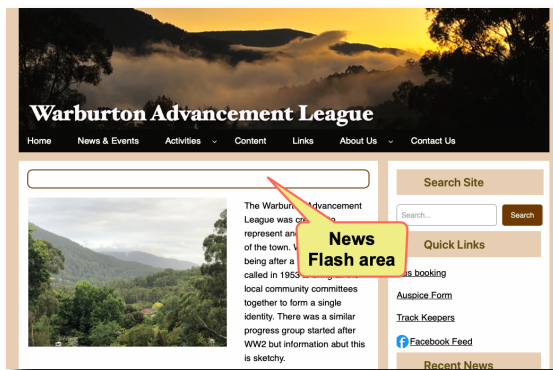 Warburton Advancement League
Home News & Events Activities Content Links About Us Contact Us
Search Site
Search... Search
Quick Links
booking
Auspice Form
Track Keepers
Facebook Feed
Recent News
The Warburton Advancement
League was
represent
of the town.
being after a
called in 1953
local community committees
together to form a single
identity. There was a similar
progress group started after
WW2 but information abut this
is sketchy.
News
Flash area